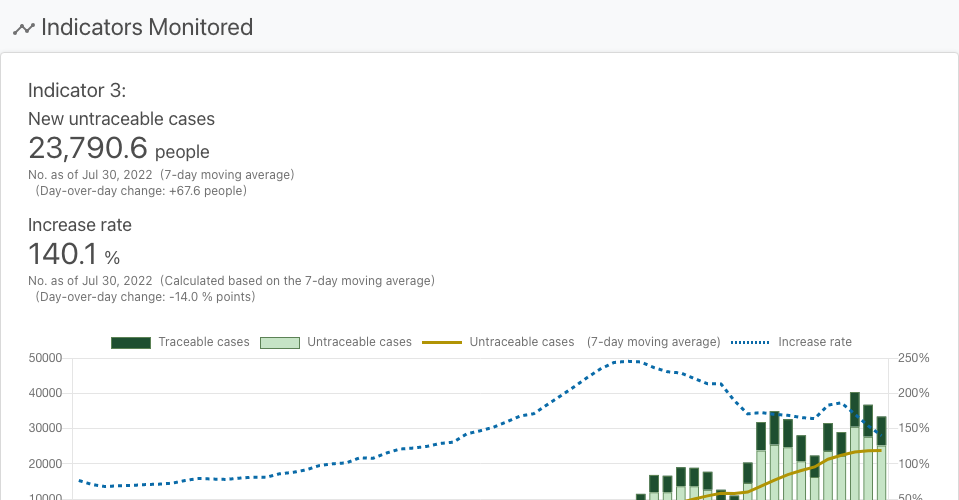 Indicators Monitored
Indicator 3:
New untraceable cases
23,790.6 people
No. as of Jul 30, 2022 (7-day moving average)
(Day-over-day change: +67.6 people)
Increase rate
140.1 %
No. as of Jul 30, 2022 (Calculated based on the 7-day moving average)
(Day-over-day change: -14.0 % points)
Traceable cases Untraceable cases Untraceable cases (7-day moving average) Increase rate
50000 250%
40000 200%
30000 150%
20000 100%
10000 50%